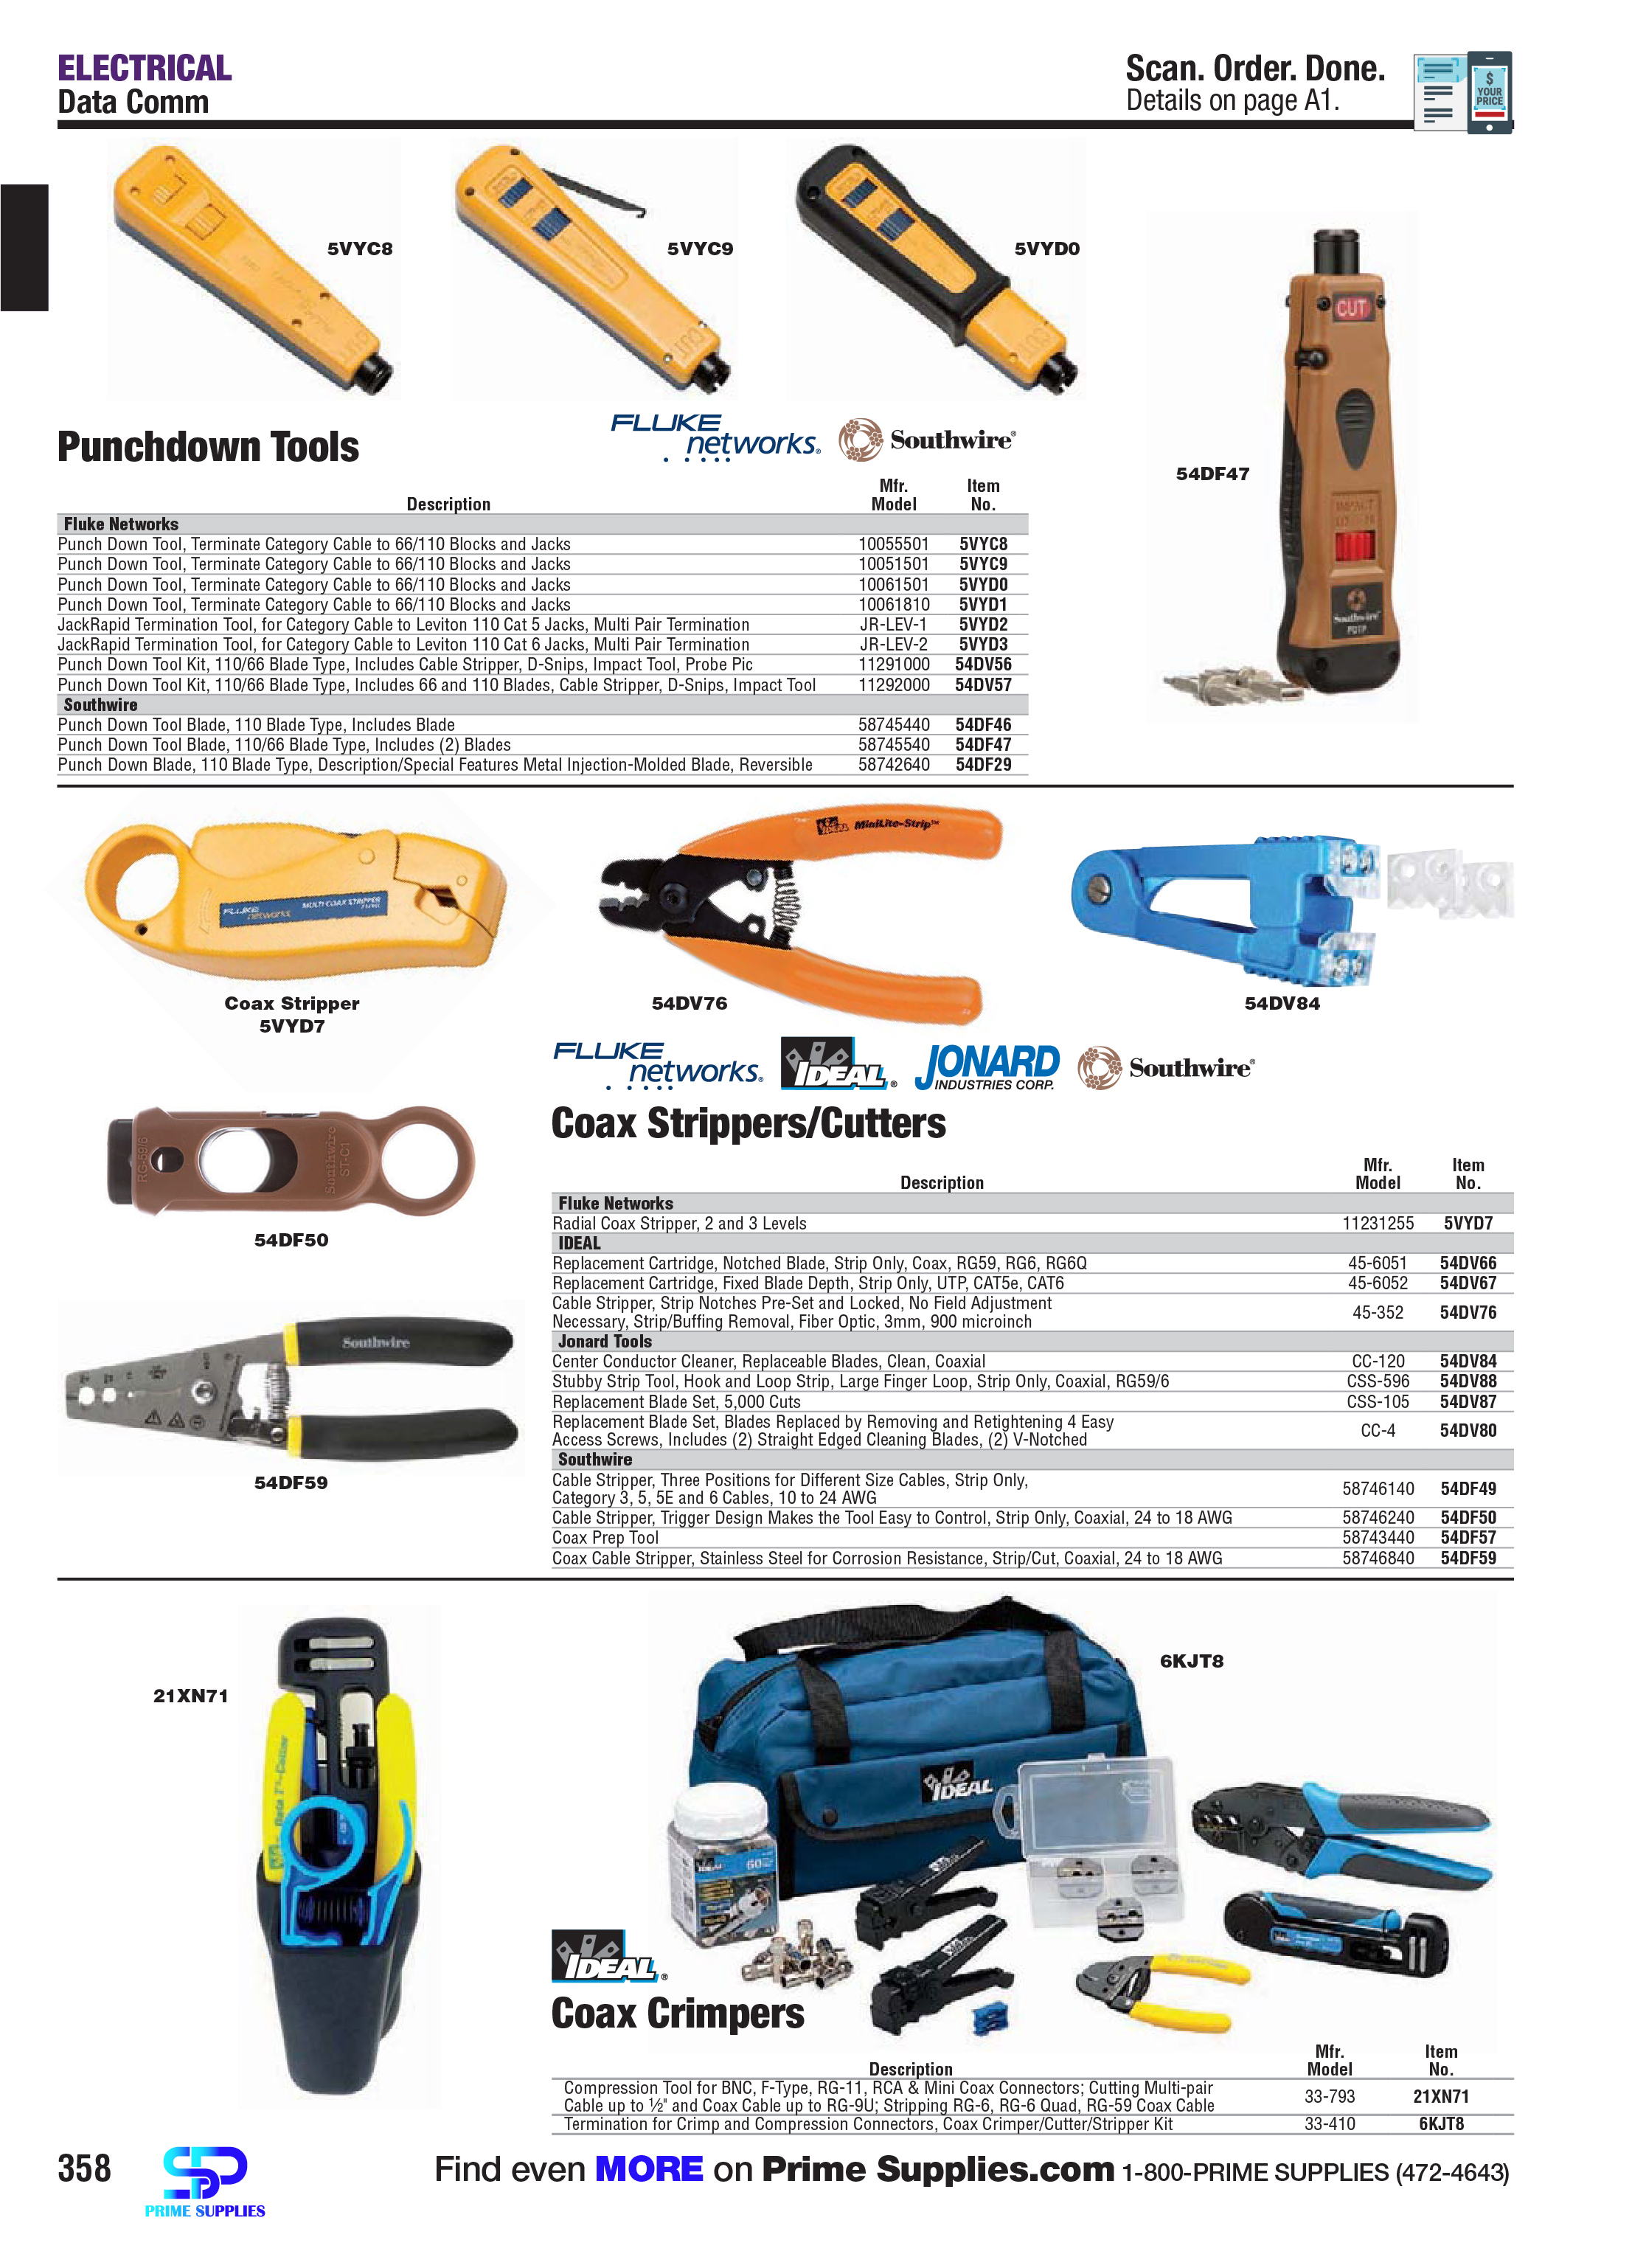 ELECTRICAL
Data Comm
Scan. Order. Done.
Details on page A1.
$
YOUR
PRICE
5VYC8
5VYC9
5VYD0
CUT
54DF47
Southwire
PDTP
Punchdown Tools
FLUKE
networks®
Southwire®
Description
Mfr. Model
Item No.
Fluke Networks
Punch Down Tool, Terminate Category Cable to 66/110 Blocks and Jacks 10055501 5VYC8
Punch Down Tool, Terminate Category Cable to 66/110 Blocks and Jacks 10051501 5VYC9
Punch Down Tool, Terminate Category Cable to 66/110 Blocks and Jacks 10061501 5VYD0
Punch Down Tool, Terminate Category Cable to 66/110 Blocks and Jacks 10061810 5VYD1
JackRapid Termination Tool, for Category Cable to Leviton 110 Cat 5 Jacks, Multi Pair Termination JR-LEV-1 5VYD2
JackRapid Termination Tool, for Category Cable to Leviton 110 Cat 6 Jacks, Multi Pair Termination JR-LEV-2 5VYD3
Punch Down Tool Kit, 110/66 Blade Type, Includes Cable Stripper, D-Snips, Impact Tool, Probe Pic 11291000 54DV56
Punch Down Tool Kit, 110/66 Blade Type, Includes 66 and 110 Blades, Cable Stripper, D-Snips, Impact Tool 11292000 54DV57
Southwire
Punch Down Tool Blade, 110 Blade Type, Includes Blade 58745440 54DF46
Punch Down Tool Blade, 110/66 Blade Type, Includes (2) Blades 58745540 54DF47
Punch Down Blade, 110 Blade Type, Description/Special Features Metal Injection-Molded Blade, Reversible 58742640 54DF29
FLUKE
networks
MULTI COAX STRIPPER
IDEAL MiniLite-Strip™
Coax Stripper
5VYD7
54DV76
54DV84
FLUKE
networks®
IDEAL®
JONARD
INDUSTRIES CORP.
Southwire®
RG-59/6
Southwire
ST-C1
54DF50
Southwire
54DF59
Coax Strippers/Cutters
Description
Mfr. Model
Item No.
Fluke Networks
Radial Coax Stripper, 2 and 3 Levels 11231255 5VYD7
IDEAL
Replacement Cartridge, Notched Blade, Strip Only, Coax, RG59, RG6, RG6Q 45-6051 54DV66
Replacement Cartridge, Fixed Blade Depth, Strip Only, UTP, CAT5e, CAT6 45-6052 54DV67
Cable Stripper, Strip Notches Pre-Set and Locked, No Field Adjustment
Necessary, Strip/Buffing Removal, Fiber Optic, 3mm, 900 microinch 45-352 54DV76
Jonard Tools
Center Conductor Cleaner, Replaceable Blades, Clean, Coaxial CC-120 54DV84
Stubby Strip Tool, Hook and Loop Strip, Large Finger Loop, Strip Only, Coaxial, RG59/6 CSS-596 54DV88
Replacement Blade Set, 5,000 Cuts CSS-105 54DV87
Replacement Blade Set, Blades Replaced by Removing and Retightening 4 Easy
Access Screws, Includes (2) Straight Edged Cleaning Blades, (2) V-Notched CC-4 54DV80
Southwire
Cable Stripper, Three Positions for Different Size Cables, Strip Only,
Category 3, 5, 5E and 6 Cables, 10 to 24 AWG 58746140 54DF49
Cable Stripper, Trigger Design Makes the Tool Easy to Control, Strip Only, Coaxial, 24 to 18 AWG 58746240 54DF50
Coax Prep Tool 58743440 54DF57
Coax Cable Stripper, Stainless Steel for Corrosion Resistance, Strip/Cut, Coaxial, 24 to 18 AWG 58746840 54DF59
21XN71
6KJT8
IDEAL
IDEAL
60
IDEAL®
Coax Crimpers
Description
Mfr. Model
Item No.
Compression Tool for BNC, F-Type, RG-11, RCA & Mini Coax Connectors; Cutting Multi-pair
Cable up to ½" and Coax Cable up to RG-9U; Stripping RG-6, RG-6 Quad, RG-59 Coax Cable 33-793 21XN71
Termination for Crimp and Compression Connectors, Coax Crimper/Cutter/Stripper Kit 33-410 6KJT8
358
PRIME SUPPLIES
Find even MORE on Prime Supplies.com 1-800-PRIME SUPPLIES (472-4643)